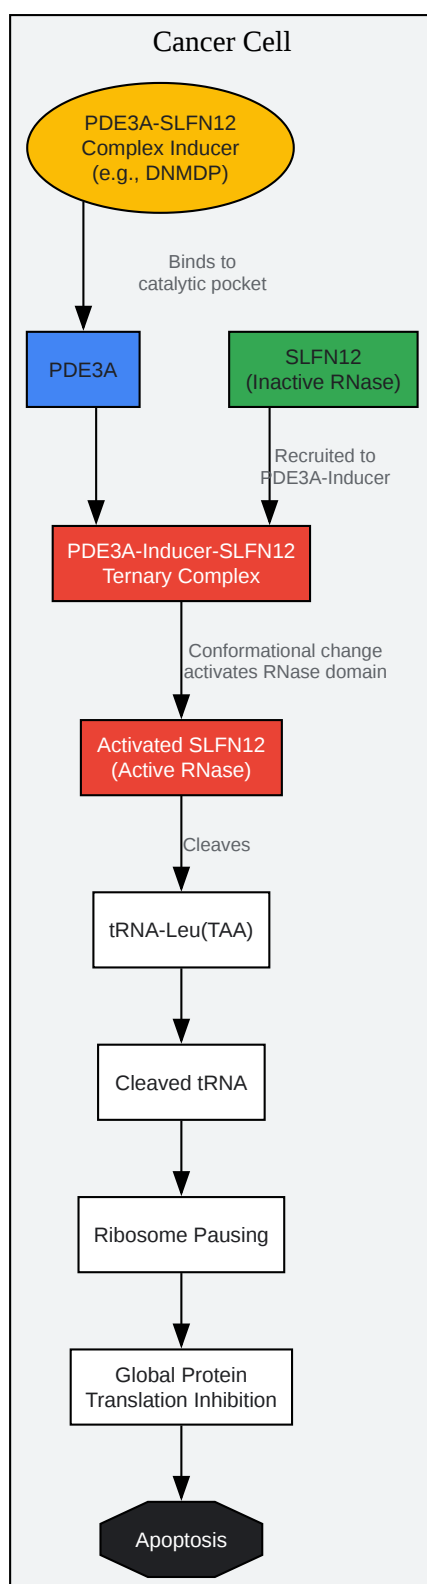 Cancer Cell
PDE3A-SLFN12
Complex Inducer
(e.g., DNMDP)
Binds to
catalytic pocket
PDE3A
SLFN12
(Inactive RNase)
Recruited to
PDE3A-Inducer
PDE3A-Inducer-SLFN12
Ternary Complex
Conformational change
activates RNase domain
Activated SLFN12
(Active RNase)
Cleaves
tRNA-Leu(TAA)
Cleaved tRNA
Ribosome Pausing
Global Protein
Translation Inhibition
Apoptosis